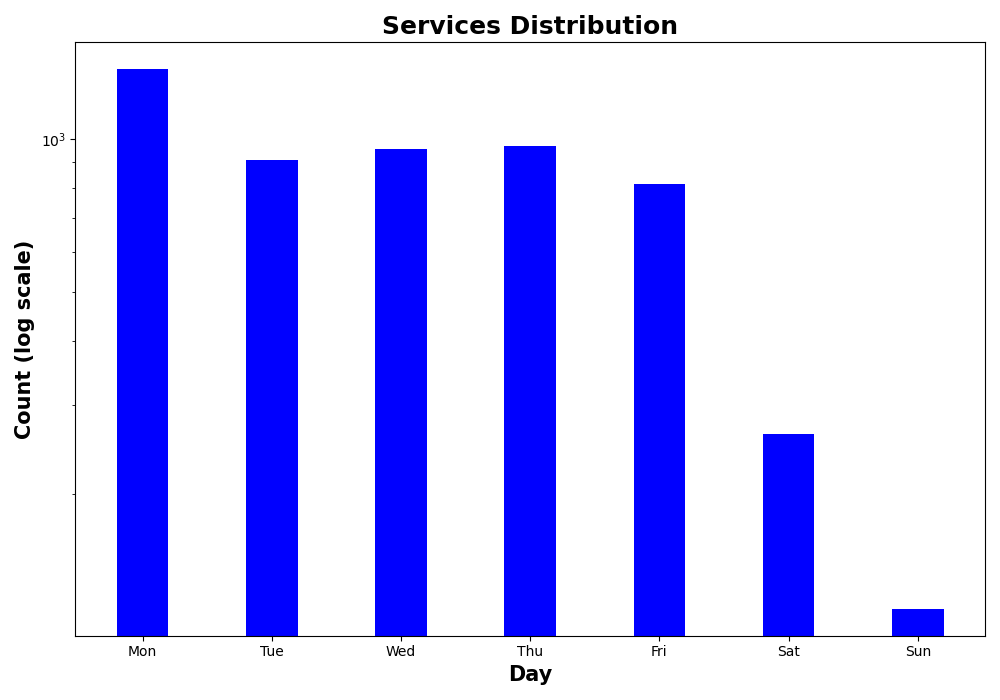 Services Distribution
Count (log scale)
10³
Mon Tue Wed Thu Fri Sat Sun
Day